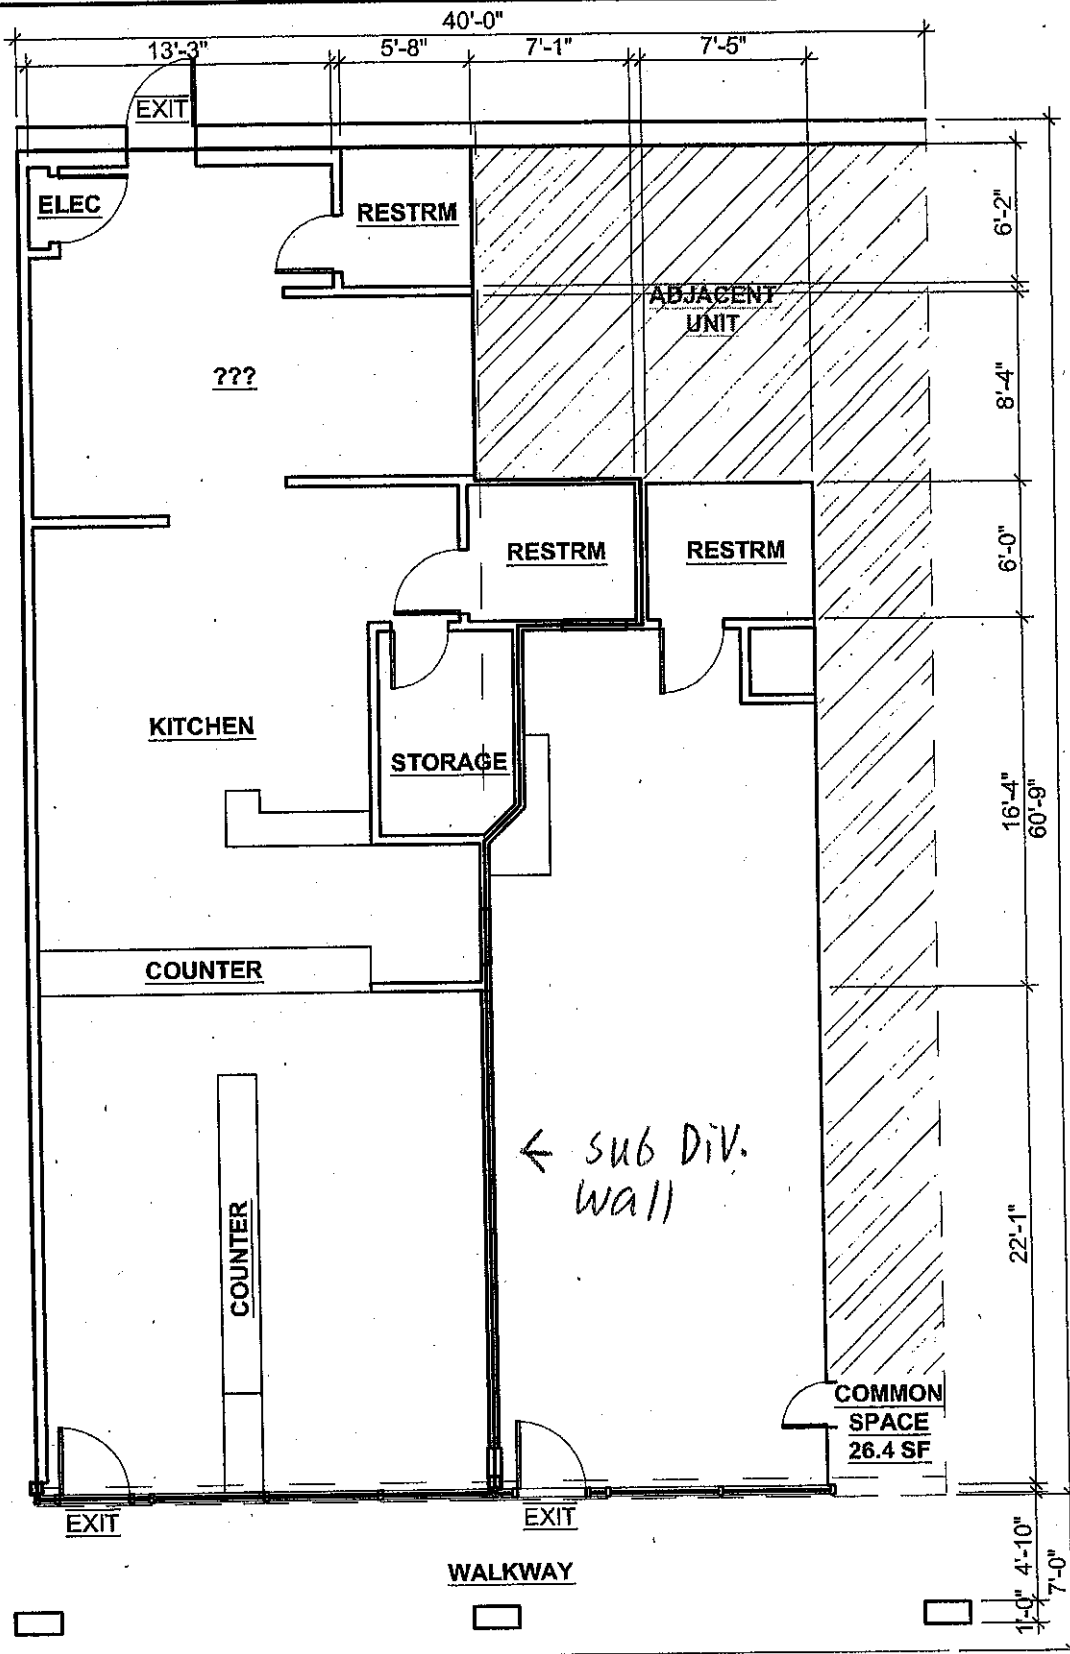 40'-0"
13'-3"
5'-8"
7'-1"
7'-5"
EXIT
ELEC
RESTRM
6'-2"
ADJACENT
UNIT
???
8'-4"
RESTRM
RESTRM
6'-0"
KITCHEN
STORAGE
16'-4"
60'-9"
COUNTER
← Sub Div.
Wall
COUNTER
22'-1"
COMMON
SPACE
26.4 SF
EXIT
EXIT
4'-10"
7'-0"
WALKWAY
1'-0"